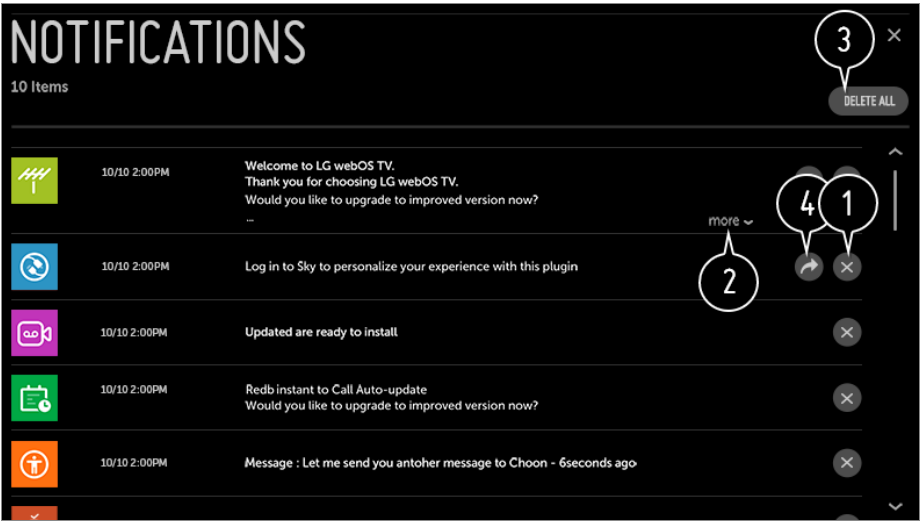 NOTIFICATIONS
10 Items
3
DELETE ALL
10/10 2:00PM
Welcome to LG webOS TV.
Thank you for choosing LG webOS TV.
Would you like to upgrade to improved version now?
...
more
4
1
2
10/10 2:00PM
Log in to Sky to personalize your experience with this plugin
10/10 2:00PM
Updated are ready to install
10/10 2:00PM
Redb instant to Call Auto-update
Would you like to upgrade to improved version now?
10/10 2:00PM
Message : Let me send you antoher message to Choon - 6seconds ago